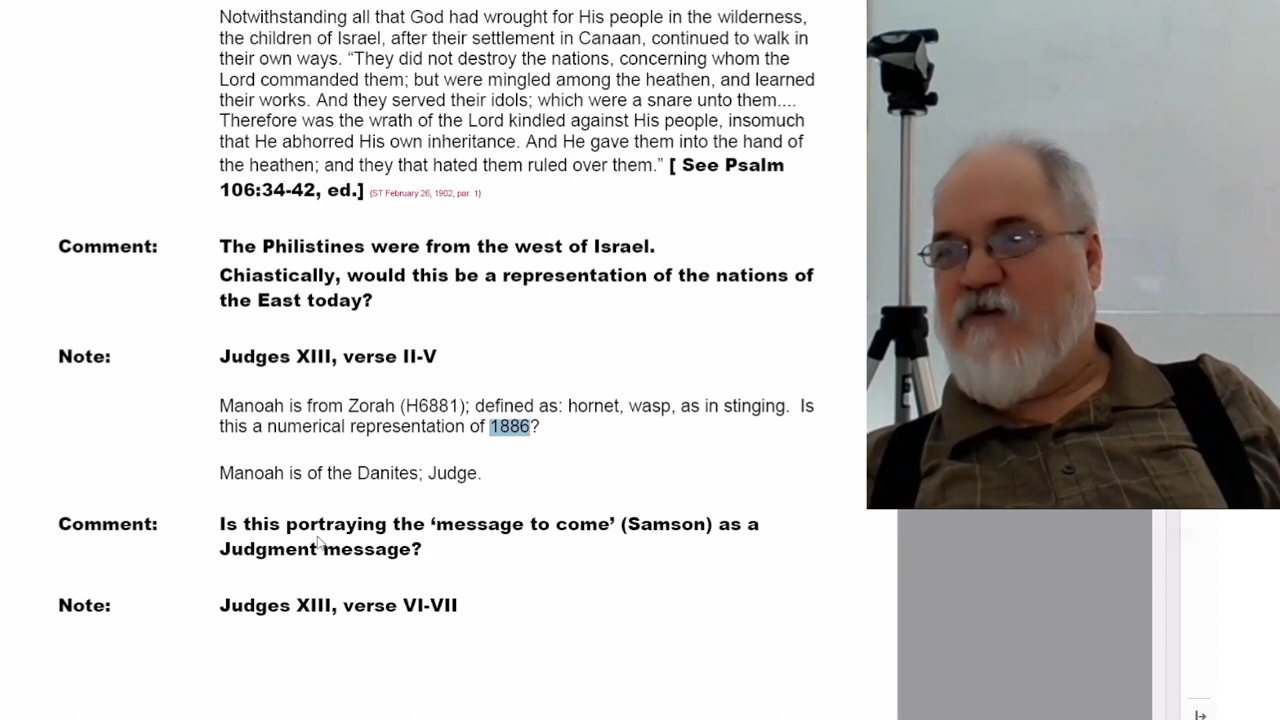 Notwithstanding all that God had wrought for His people in the wilderness,
the children of Israel, after their settlement in Canaan, continued to walk in
their own ways. “They did not destroy the nations, concerning whom the
Lord commanded them; but were mingled among the heathen, and learned
their works. And they served their idols; which were a snare unto them....
Therefore was the wrath of the Lord kindled against His people, insomuch
that He abhorred His own inheritance. And He gave them into the hand of
the heathen; and they that hated them ruled over them.” [ See Psalm
106:34-42, ed.] {ST February 26, 1902, par. 1}
Comment: The Philistines were from the west of Israel.
Chiastically, would this be a representation of the nations of
the East today?
Note: Judges XIII, verse II-V
Manoah is from Zorah (H6881); defined as: hornet, wasp, as in stinging. Is
this a numerical representation of 1886?
Manoah is of the Danites; Judge.
Comment: Is this portraying the ‘message to come’ (Samson) as a
Judgment message?
Note: Judges XIII, verse VI-VII